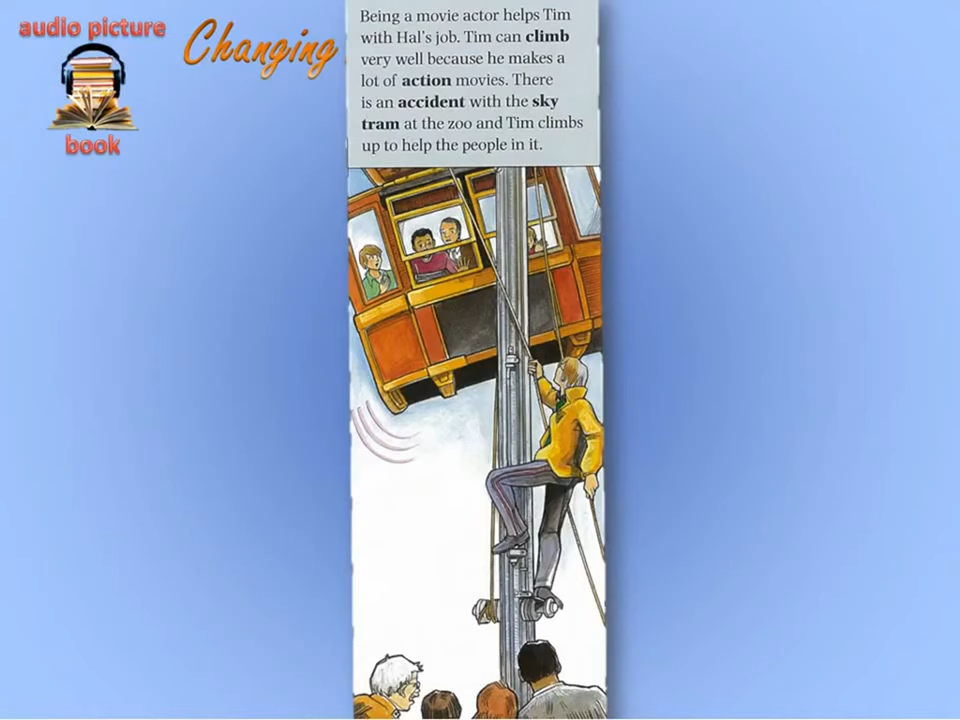 audio picture
book
Changing
Being a movie actor helps Tim
with Hal's job. Tim can climb
very well because he makes a
lot of action movies. There
is an accident with the sky
tram at the zoo and Tim climbs
up to help the people in it.